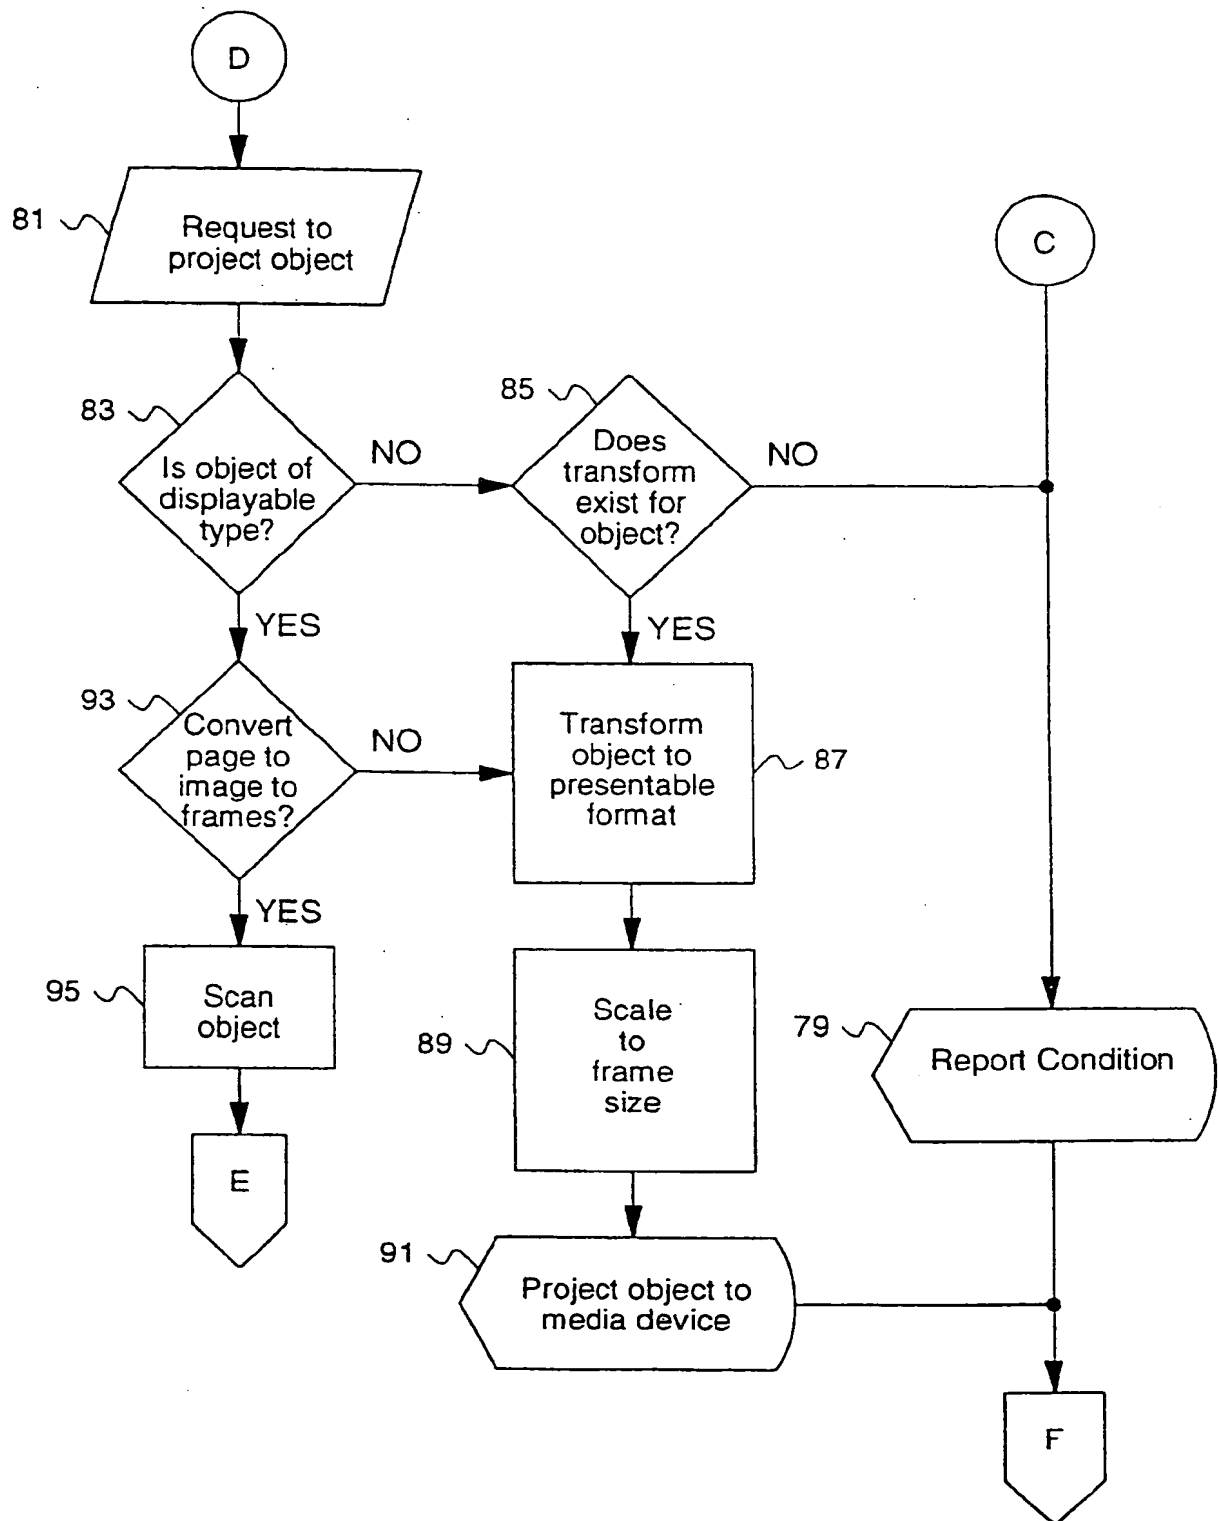 D
81
Request to
project object
C
83
Is object of
displayable
type?
NO
85
Does
transform
exist for
object?
NO
YES
YES
93
Convert
page to
image to
frames?
NO
Transform
object to
presentable
format
87
YES
95
Scan
object
89
Scale
to
frame
size
79
Report Condition
E
91
Project object to
media device
F